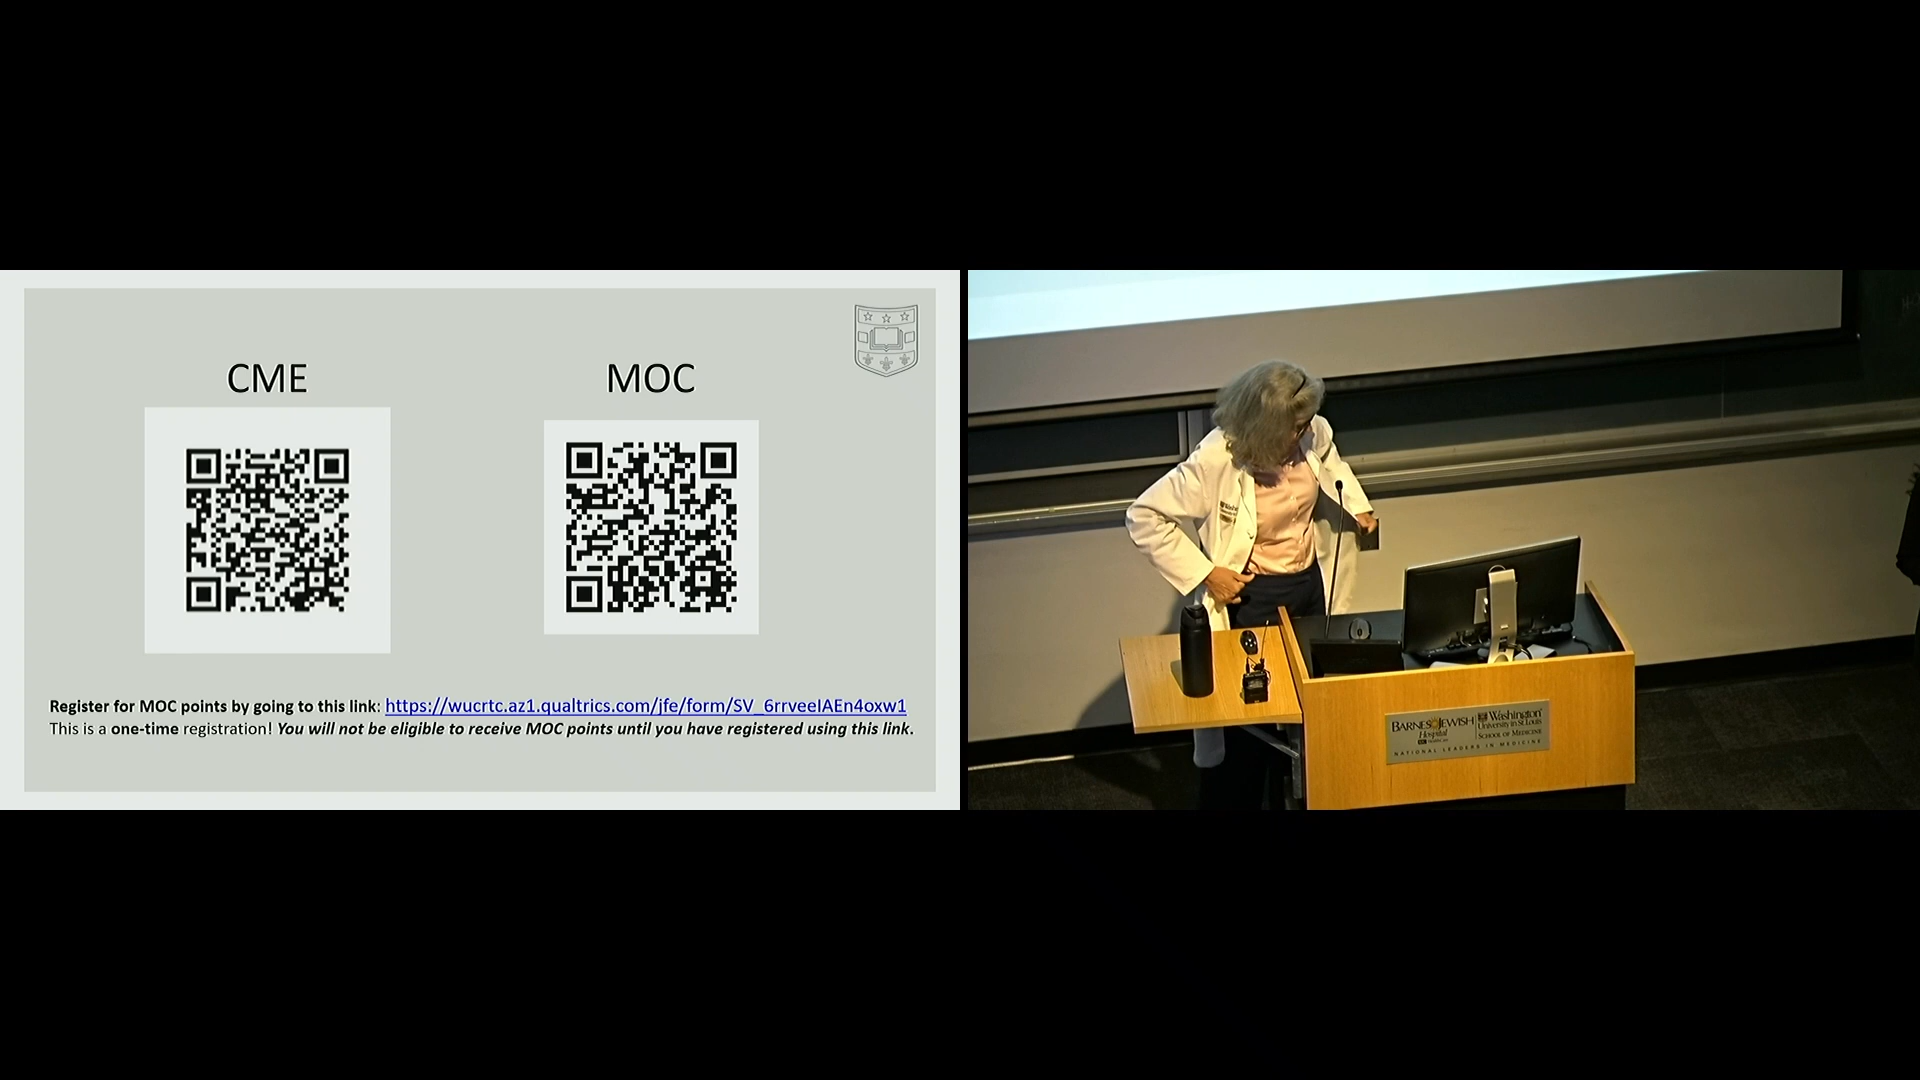 CME
MOC
Register for MOC points by going to this link: https://wucrtc.az1.qualtrics.com/jfe/form/SV_6rrveeIAEn4oxw1
This is a one-time registration! You will not be eligible to receive MOC points until you have registered using this link.
BARNES JEWISH
Hospital
Washington
University in St. Louis
SCHOOL OF MEDICINE
NATIONAL LEADERS IN MEDICINE